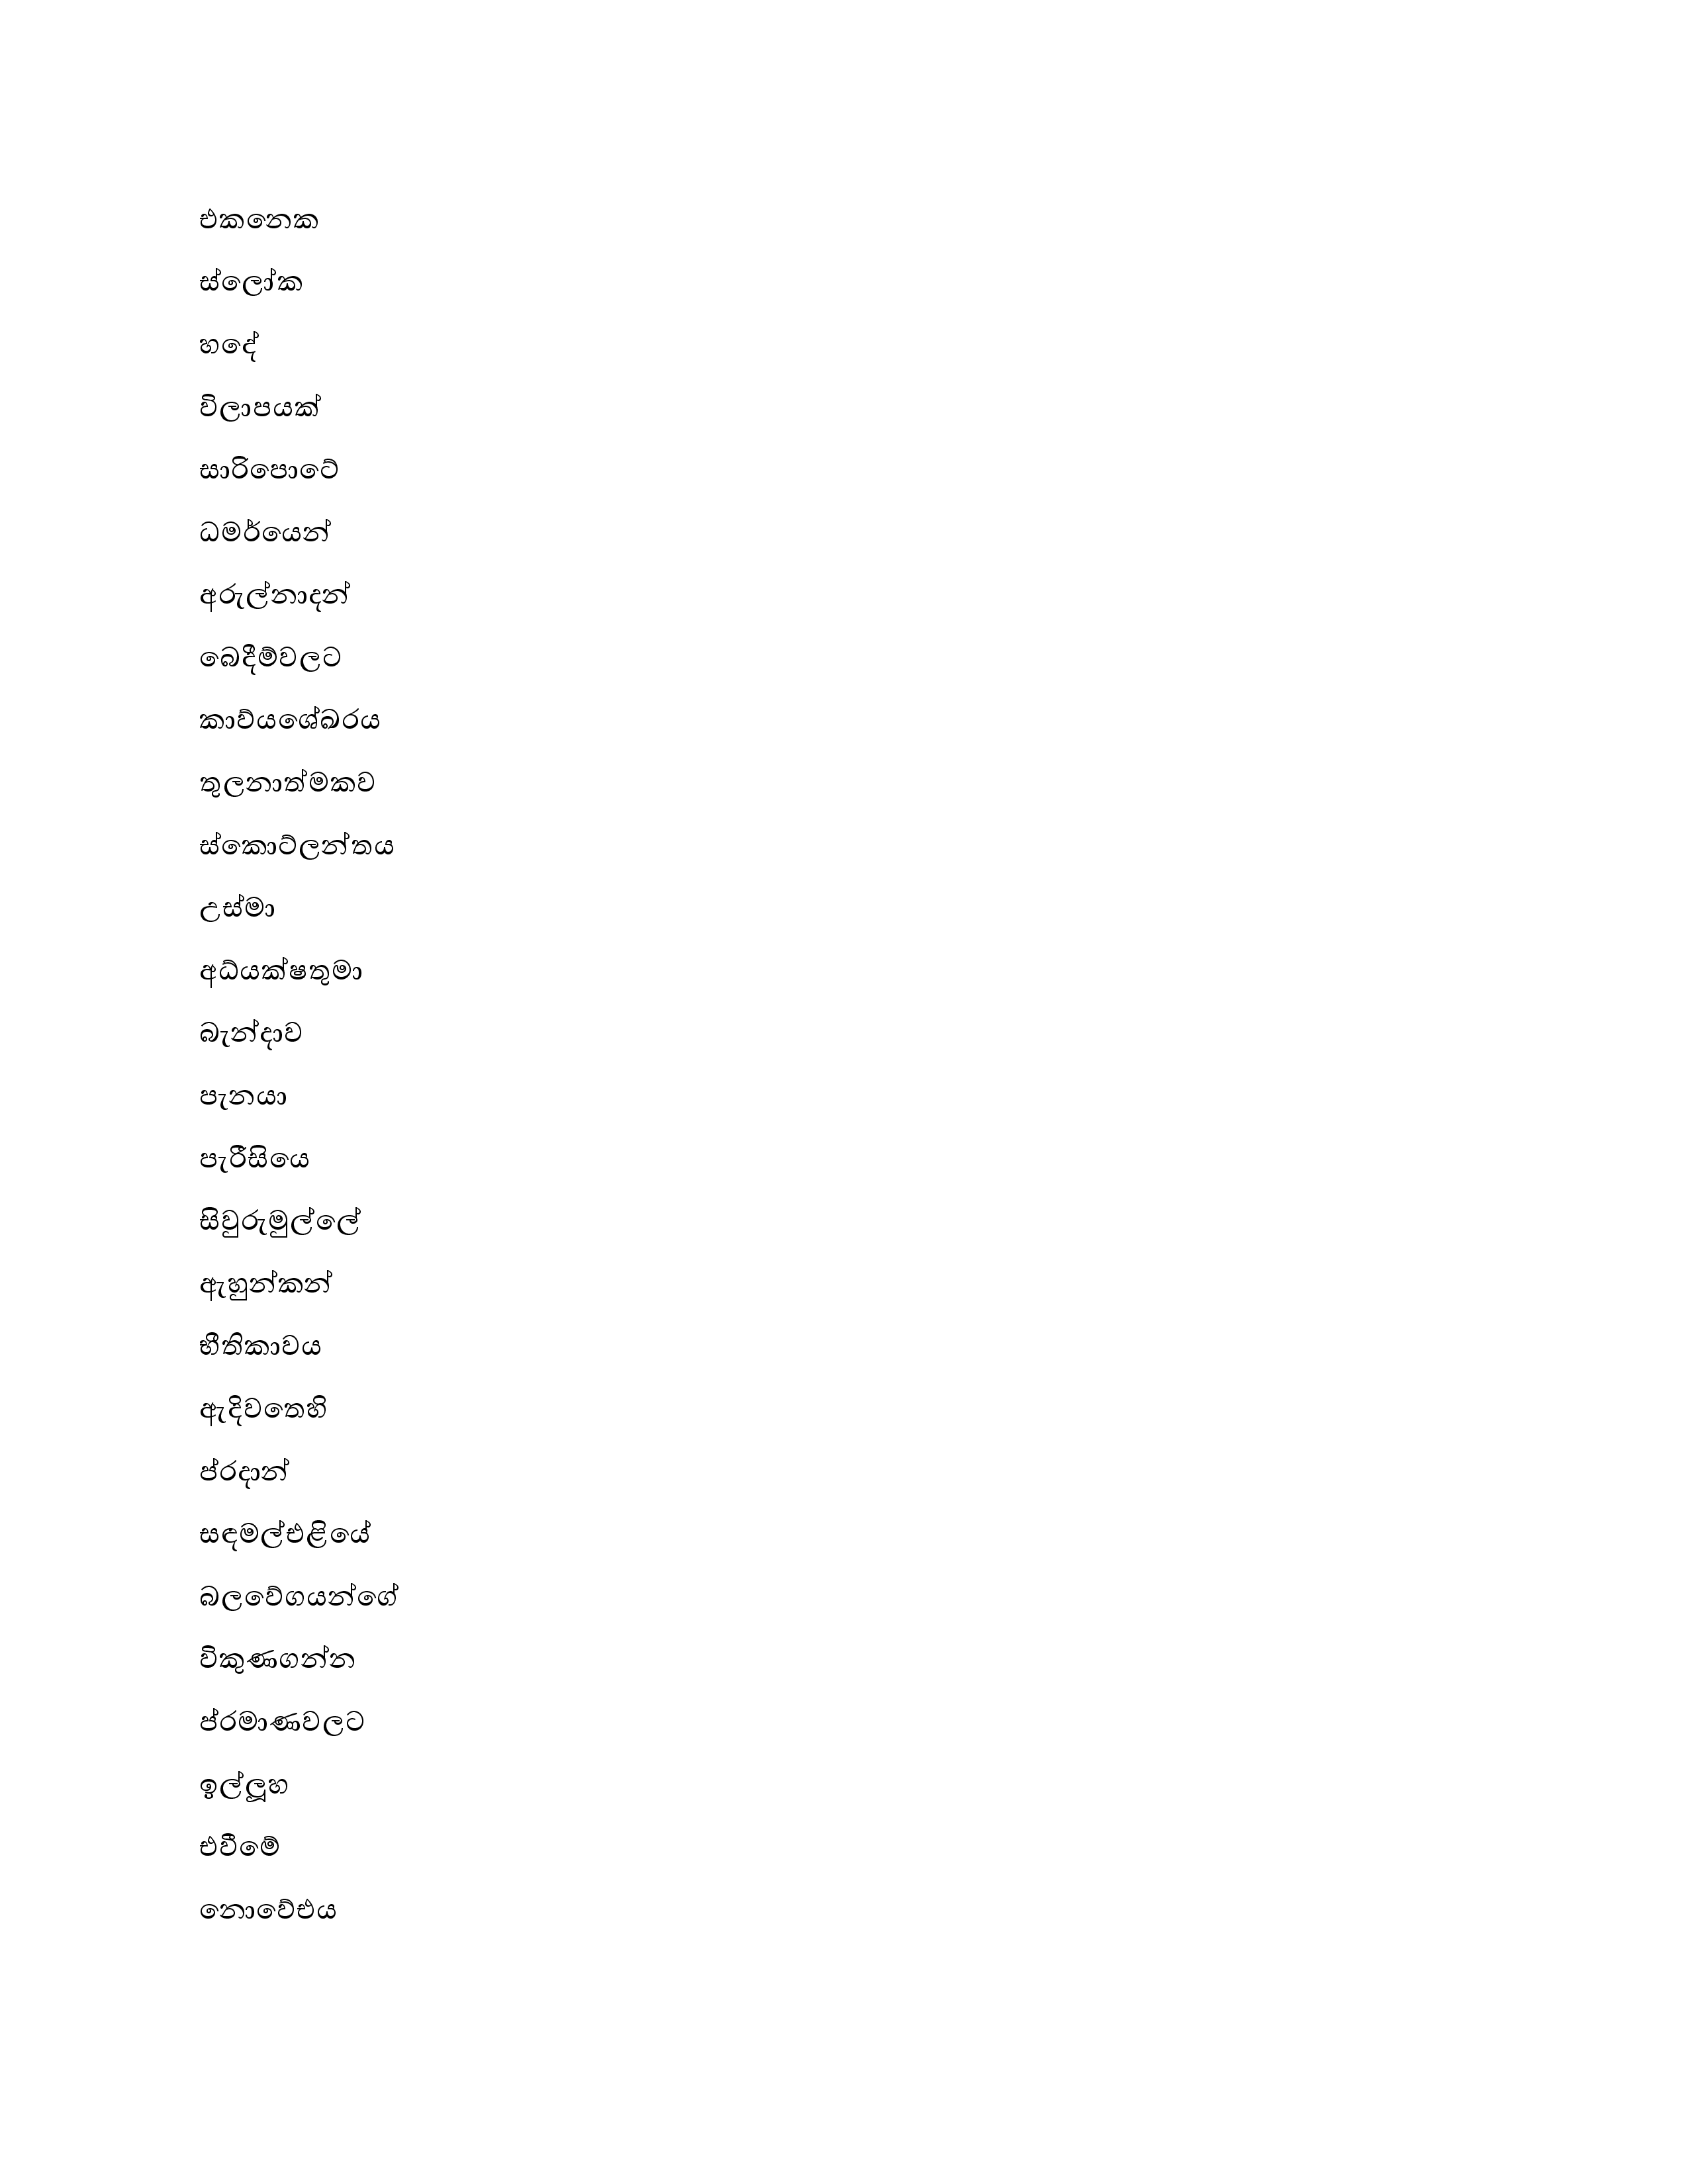 එකනෙක
ස්ලෝක
හදේ
විලාපයක්
සාරිපොටේ
ධමර්යෙන්
අරුල්නාදන්
බෙදීම්වලට
කාව්යශේඛරය
තුලනාත්මකව
ස්කොට්ලන්තය
උස්මා
අධ්යක්ෂතුමා
බැන්දාව
පැනයා
පැරීසියෙ
සිවුරුමුල්ලේ
ඇහුන්කන්
භීතිකාවය
ඇදිවතෙහි
ප්රදාන්
සඳමල්එළියේ
බලවේගයන්ගේ
විකුණගන්න
ප්රමාණවලට
ඉල්ලූහ
එවීමේ
නොවේඑය